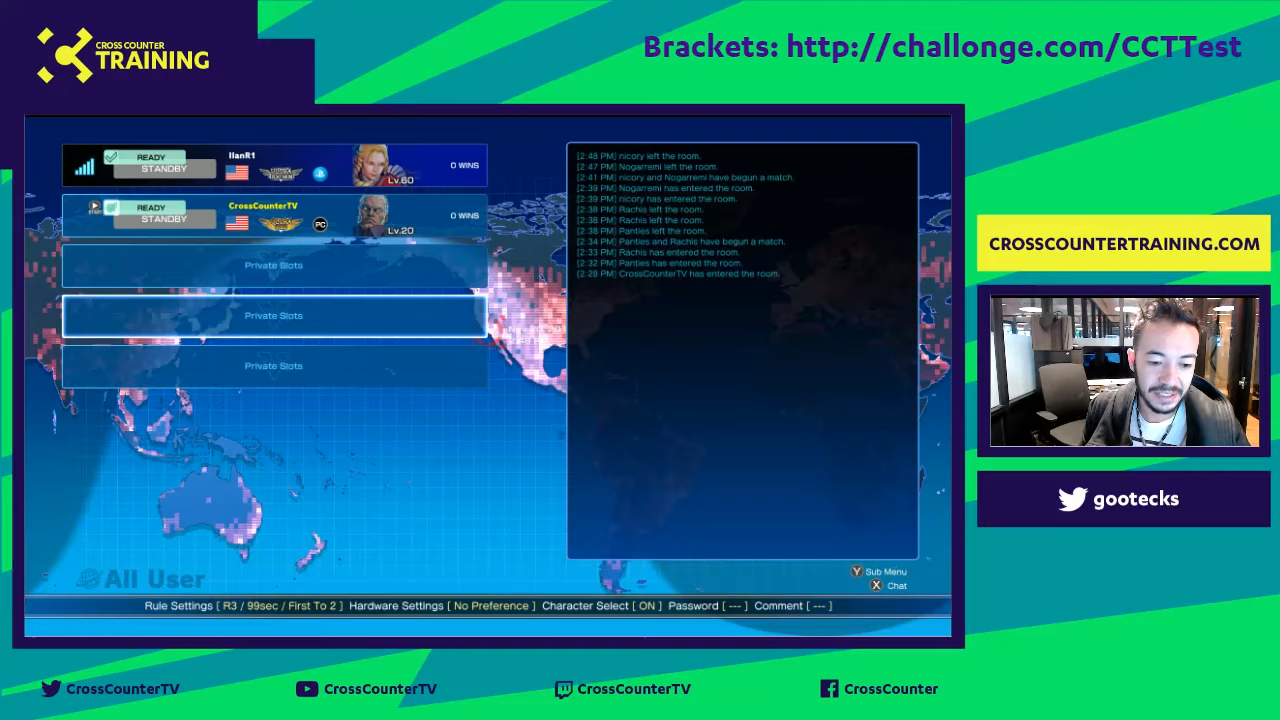 CROSS COUNTER
TRAINING
Brackets: http://challonge.com/CCTTest
READY
STANDBY
IlanR1
Lv.60
0 WINS
READY
STANDBY
CrossCounterTV
PC
Lv.20
0 WINS
Private Slots
Private Slots
Private Slots
[2:48 PM] nicory left the room.
[2:47 PM] Nogarremi left the room.
[2:41 PM] nicory and Nogarremi have begun a match.
[2:39 PM] Nogarremi has entered the room.
[2:39 PM] nicory has entered the room.
[2:38 PM] Rachis left the room.
[2:38 PM] Rachis left the room.
[2:38 PM] Panties left the room.
[2:34 PM] Panties and Rachis have begun a match.
[2:33 PM] Rachis has entered the room.
[2:32 PM] Panties has entered the room.
[2:28 PM] CrossCounterTV has entered the room.
All User
Y Sub Menu
X Chat
Rule Settings [ R3 / 99sec / First To 2 ] Hardware Settings [ No Preference ] Character Select [ ON ] Password [ --- ] Comment [ --- ]
CROSSCOUNTERTRAINING.COM
gootecks
CrossCounterTV
CrossCounterTV
CrossCounterTV
CrossCounter